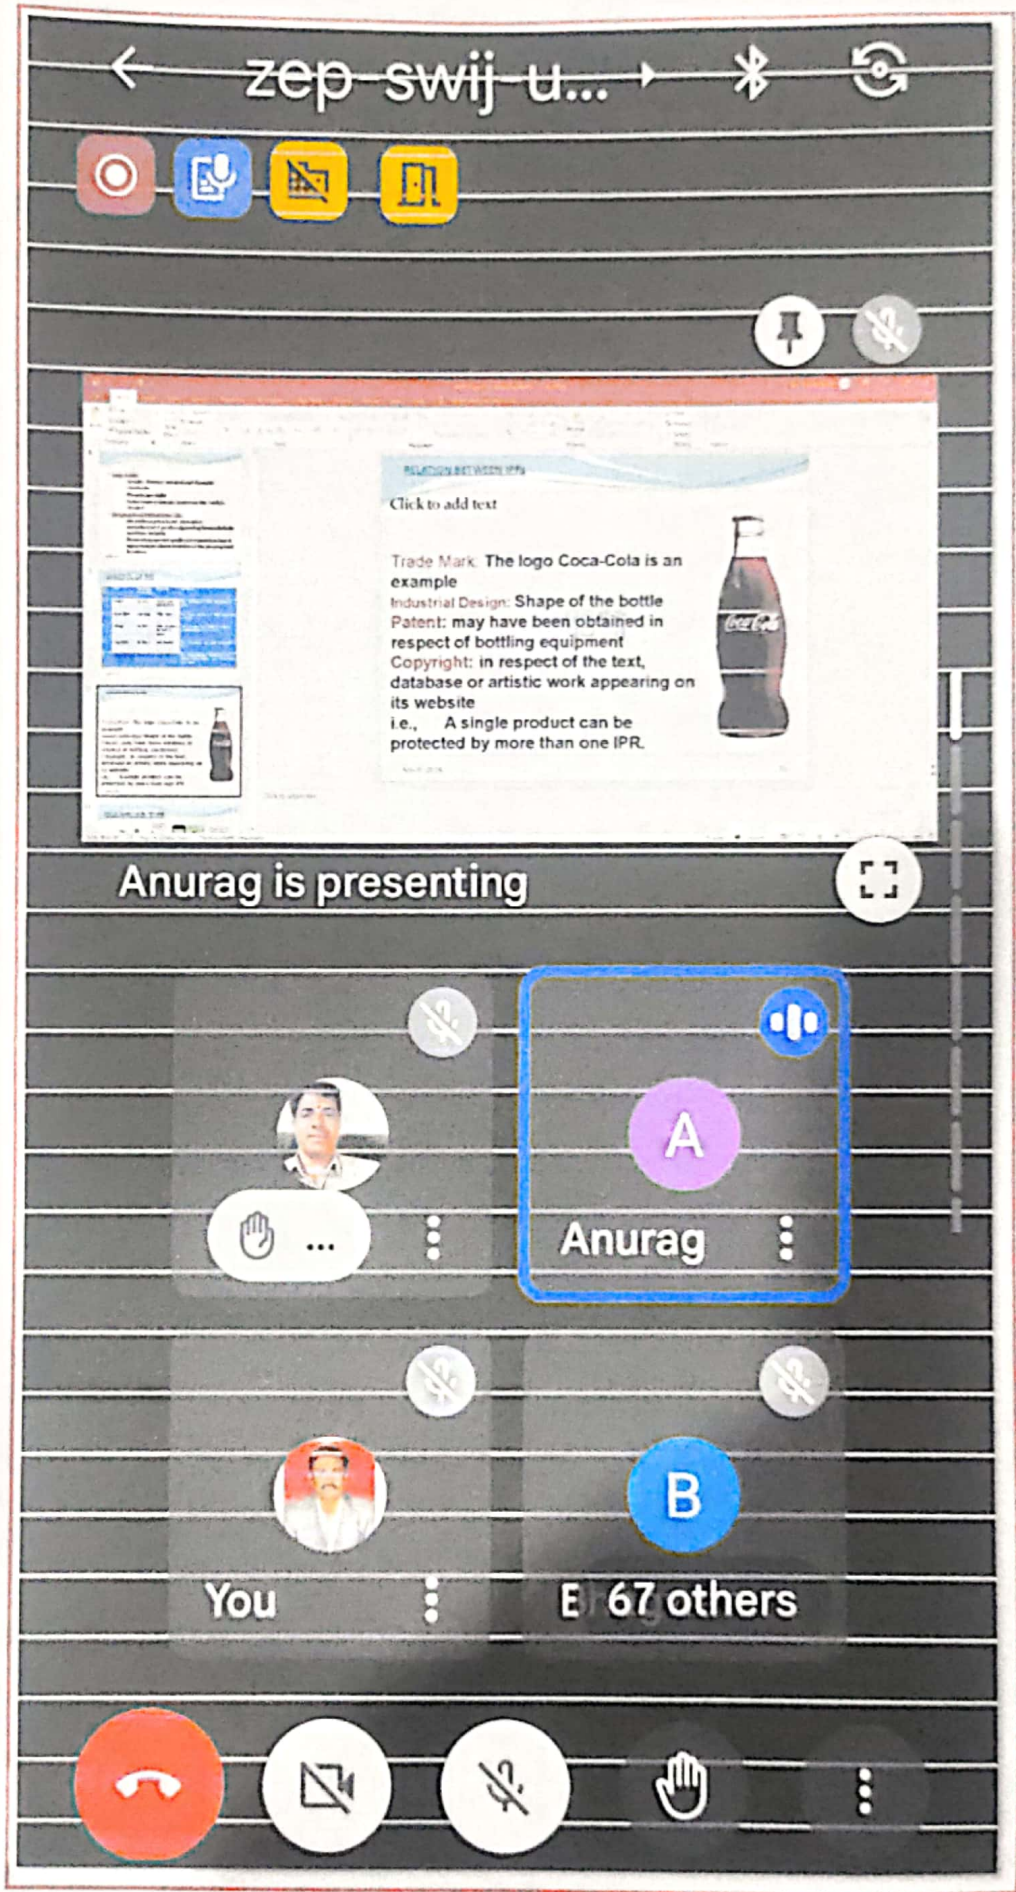 zep-swij-u...
RELATION BETWEEN IPRs
Click to add text
Trade Mark: The logo Coca-Cola is an
example
Industrial Design: Shape of the bottle
Patent: may have been obtained in
respect of bottling equipment
Copyright: in respect of the text,
database or artistic work appearing on
its website
i.e., A single product can be
protected by more than one IPR.
Coca-Cola
Anurag is presenting
...
A
Anurag
B
You
67 others